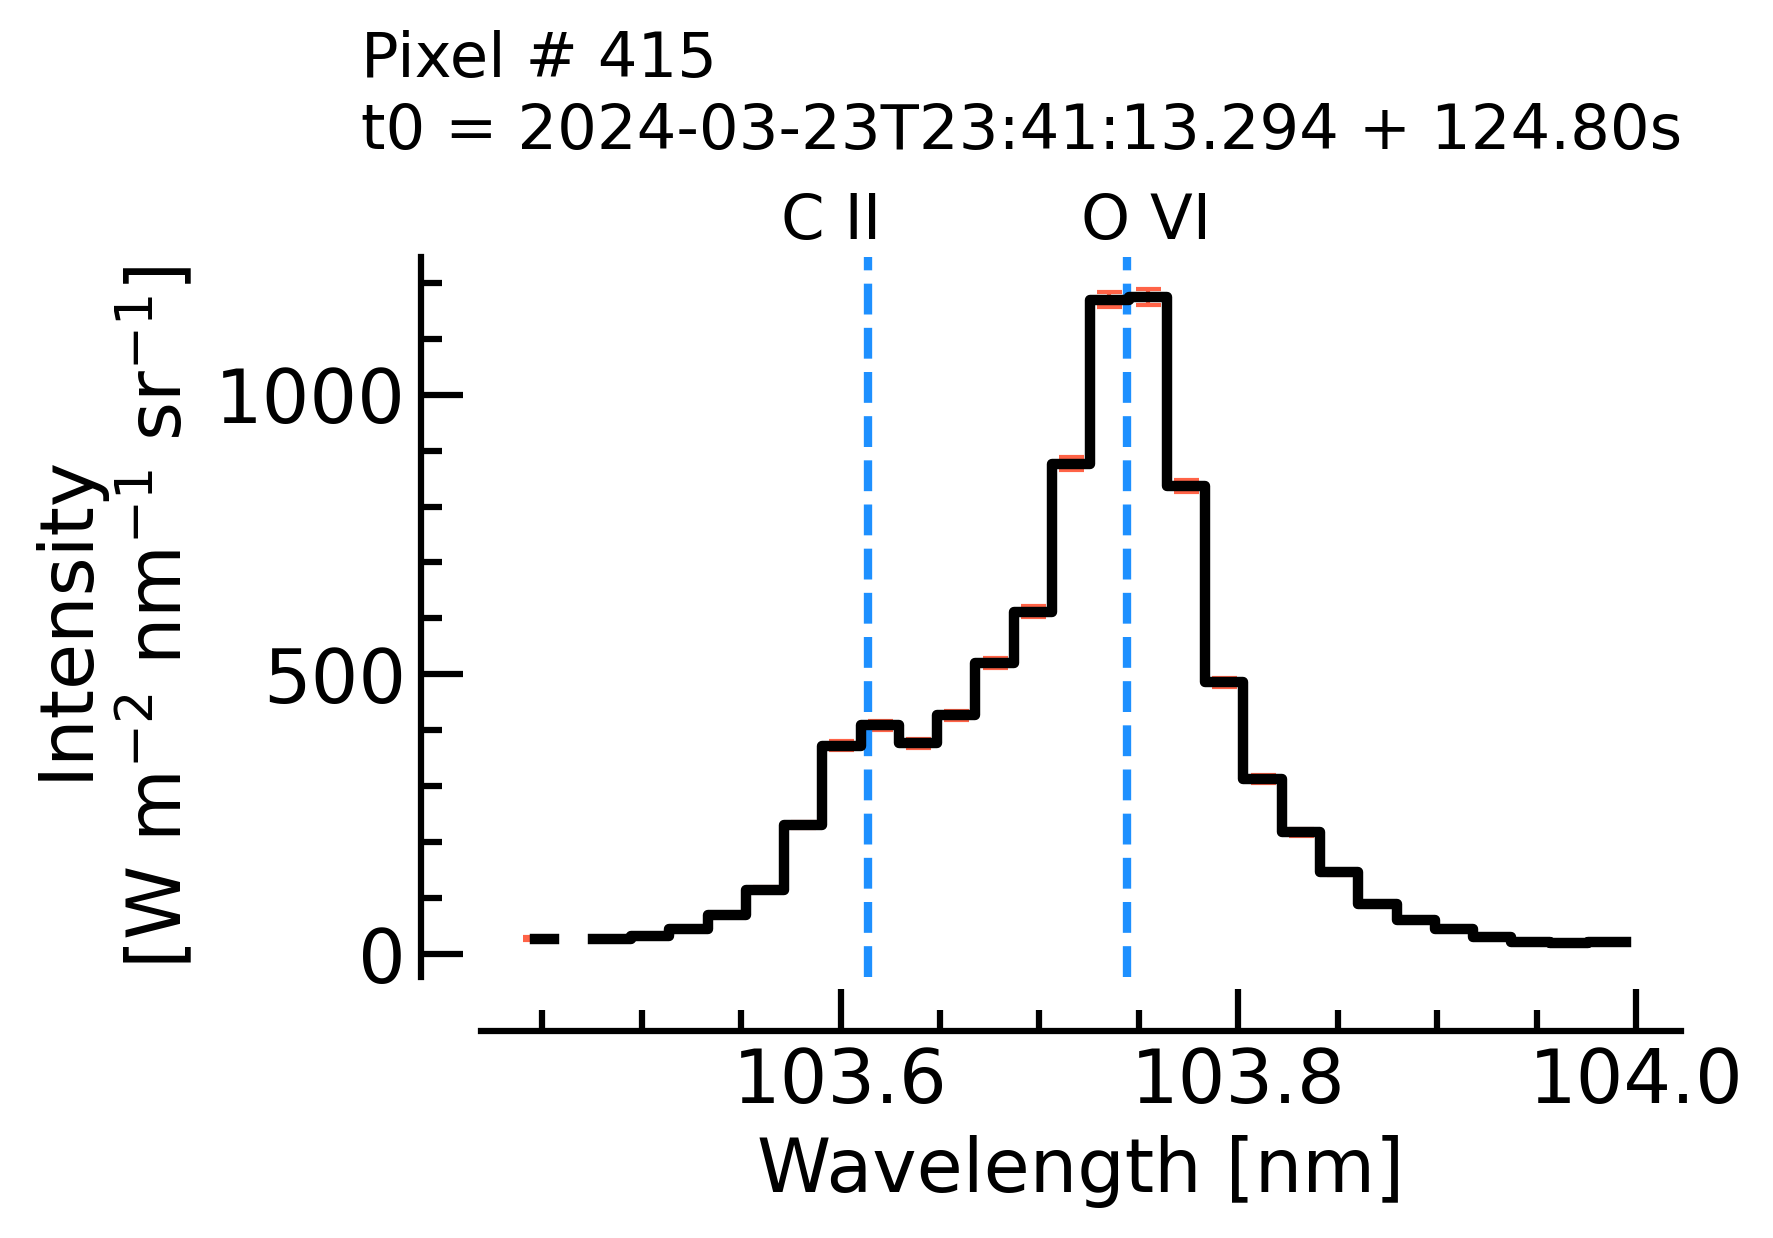 Pixel # 415
t0 = 2024-03-23T23:41:13.294 + 124.80s
C II
O VI
Intensity
[W m⁻² nm⁻¹ sr⁻¹]
1000
500
0
103.6
103.8
104.0
Wavelength [nm]